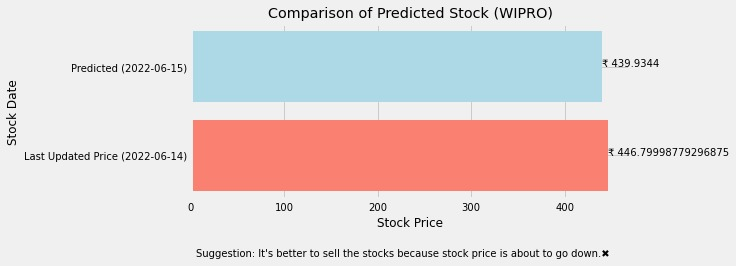 Comparison of Predicted Stock (WIPRO)
Stock Date
Predicted (2022-06-15)
₹ 439.9344
Last Updated Price (2022-06-14)
₹ 446.79998779296875
0 100 200 300 400
Stock Price
Suggestion: It's better to sell the stocks because stock price is about to go down.✖